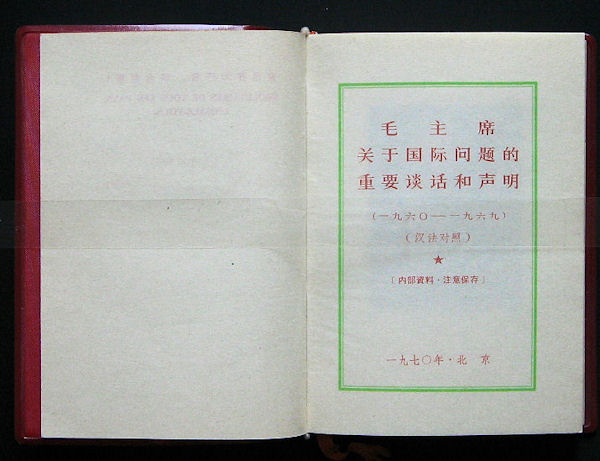 毛主席
关于国际问题的
重要谈话和声明
(一九六〇——一九六九)
(汉法对照)
★
〔内部資料·注意保存〕
一九七〇年·北京